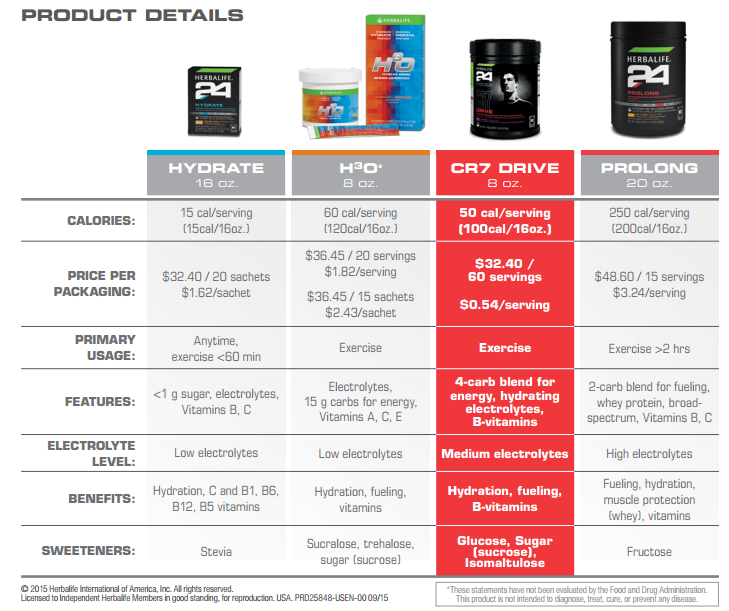 PRODUCT DETAILS
HERBALIFE
24
HYDRATE
HERBALIFE
H³O
HERBALIFE
H³O
HERBALIFE
24
DRIVE
HERBALIFE
24
PROLONG
HYDRATE
16 oz.
H³O*
8 oz.
CR7 DRIVE
8 oz.
PROLONG
20 oz.
CALORIES:
15 cal/serving
(15cal/16oz.)
60 cal/serving
(120cal/16oz.)
50 cal/serving
(100cal/16oz.)
250 cal/serving
(200cal/16oz.)
PRICE PER
PACKAGING:
$32.40 / 20 sachets
$1.62/sachet
$36.45 / 20 servings
$1.82/serving
$36.45 / 15 sachets
$2.43/sachet
$32.40 /
60 servings
$0.54/serving
$48.60 / 15 servings
$3.24/serving
PRIMARY
USAGE:
Anytime,
exercise <60 min
Exercise
Exercise
Exercise >2 hrs
FEATURES:
<1 g sugar, electrolytes,
Vitamins B, C
Electrolytes,
15 g carbs for energy,
Vitamins A, C, E
4-carb blend for
energy, hydrating
electrolytes,
B-vitamins
2-carb blend for fueling,
whey protein, broad-
spectrum, Vitamins B, C
ELECTROLYTE
LEVEL:
Low electrolytes
Low electrolytes
Medium electrolytes
High electrolytes
BENEFITS:
Hydration, C and B1, B6,
B12, B5 vitamins
Hydration, fueling,
vitamins
Hydration, fueling,
B-vitamins
Fueling, hydration,
muscle protection
(whey), vitamins
SWEETENERS:
Stevia
Sucralose, trehalose,
sugar (sucrose)
Glucose, Sugar
(sucrose),
Isomaltulose
Fructose
© 2015 Herbalife International of America, Inc. All rights reserved.
Licensed to Independent Herbalife Members in good standing, for reproduction. USA. PRD25848-USEN-00 09/15
*These statements have not been evaluated by the Food and Drug Administration.
This product is not intended to diagnose, treat, cure, or prevent any disease.